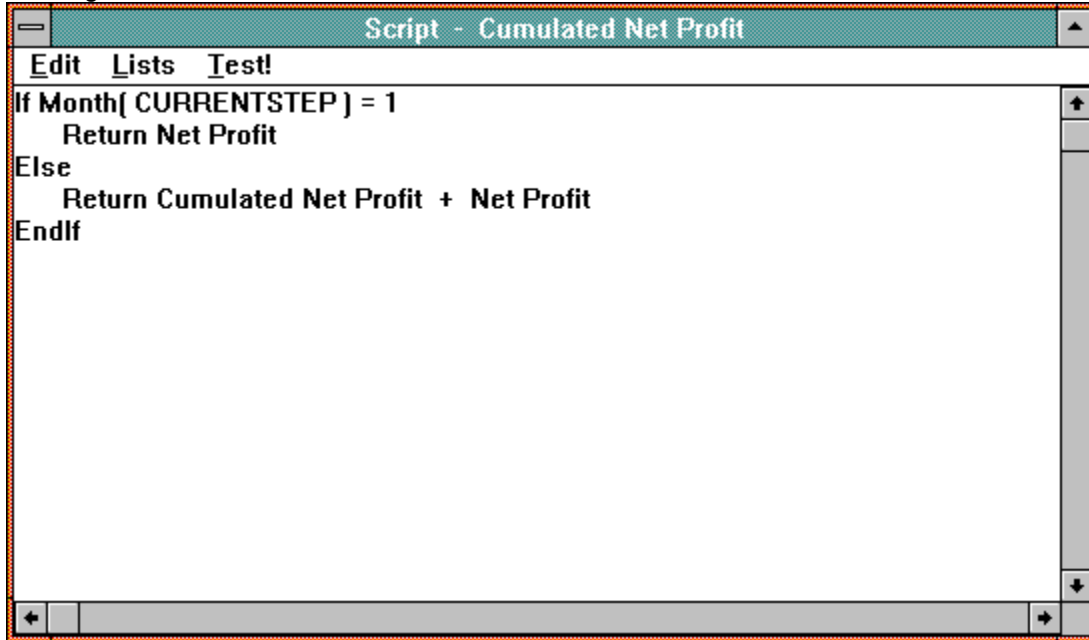 Script - Cumulated Net Profit
Edit Lists Test!
If Month( CURRENTSTEP ) = 1
Return Net Profit
Else
Return Cumulated Net Profit + Net Profit
EndIf